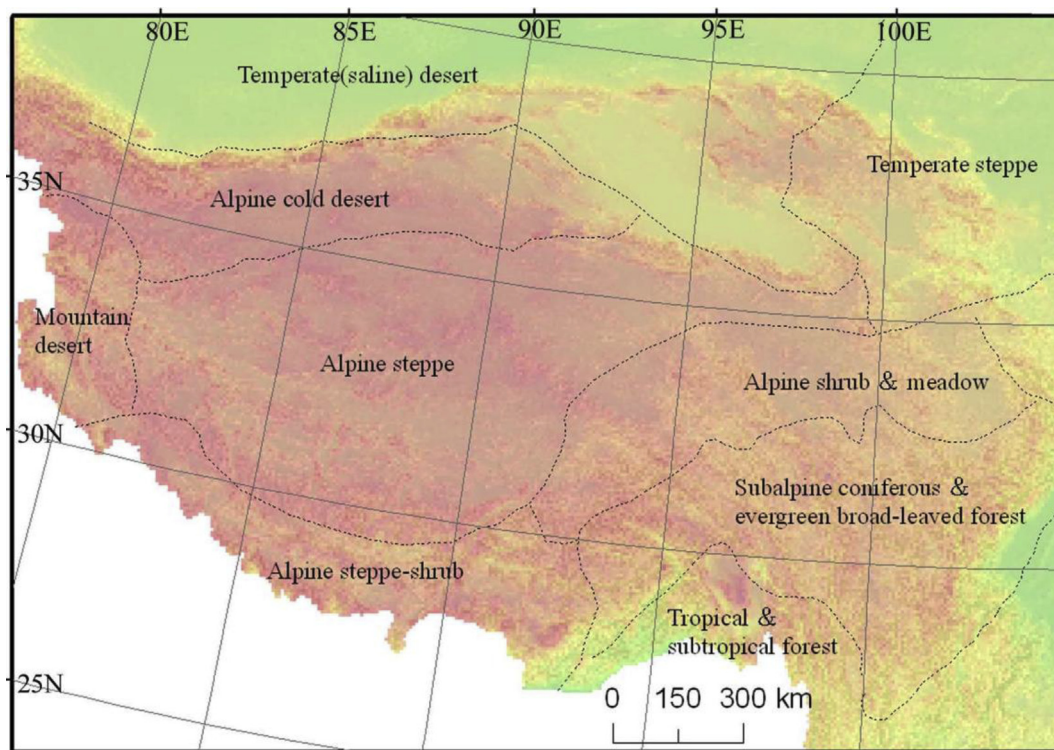 80E 85E 90E 95E 100E
Temperate(saline) desert
Temperate steppe
35N
Alpine cold desert
Mountain
desert
Alpine steppe
Alpine shrub & meadow
30N
Subalpine coniferous &
evergreen broad-leaved forest
Alpine steppe-shrub
Tropical &
subtropical forest
25N
0 150 300 km